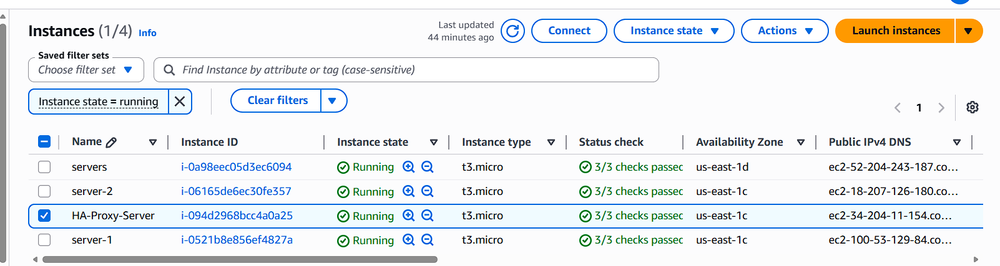 Instances (1/4) Info
Last updated
44 minutes ago
Connect
Instance state
Actions
Launch instances
Saved filter sets
Choose filter set
Find Instance by attribute or tag (case-sensitive)
Instance state = running
Clear filters
1
Name Instance ID Instance state Instance type Status check Availability Zone Public IPv4 DNS
servers i-0a98eec05d3ec6094 Running t3.micro 3/3 checks passec us-east-1d ec2-52-204-243-187.co...
server-2 i-06165de6ec30fe357 Running t3.micro 3/3 checks passec us-east-1c ec2-18-207-126-180.co...
HA-Proxy-Server i-094d2968bcc4a0a25 Running t3.micro 3/3 checks passec us-east-1c ec2-34-204-11-154.co...
server-1 i-0521b8e856ef4827a Running t3.micro 3/3 checks passec us-east-1c ec2-100-53-129-84.co...